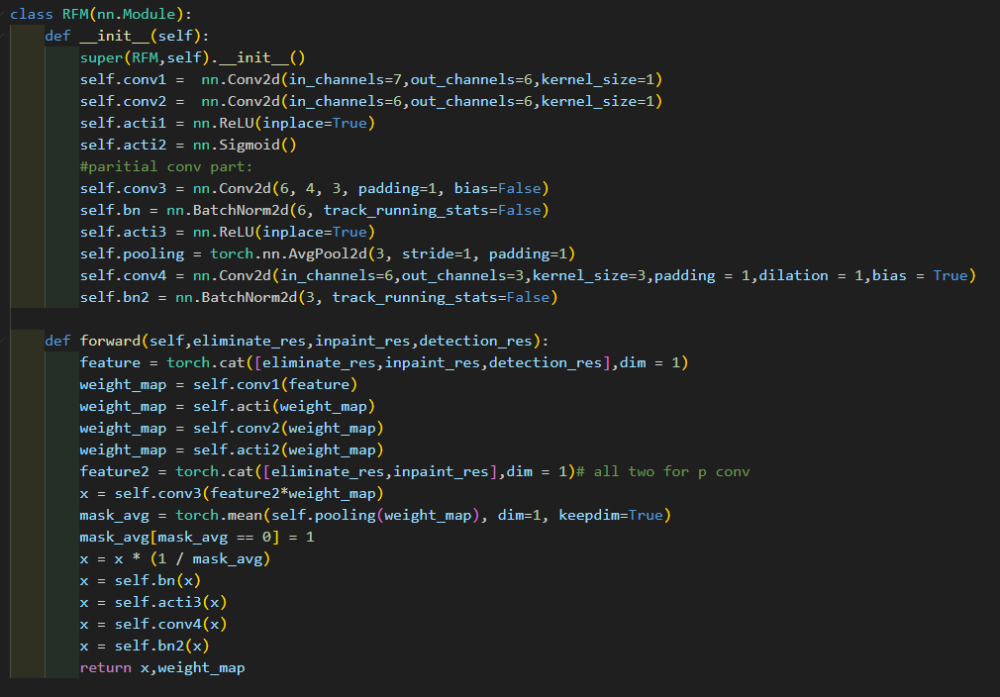 class RFM(nn.Module):
    def __init__(self):
        super(RFM,self).__init__()
        self.conv1 =  nn.Conv2d(in_channels=7,out_channels=6,kernel_size=1)
        self.conv2 =  nn.Conv2d(in_channels=6,out_channels=6,kernel_size=1)
        self.acti1 = nn.ReLU(inplace=True)
        self.acti2 = nn.Sigmoid()
        #paritial conv part:
        self.conv3 = nn.Conv2d(6, 4, 3, padding=1, bias=False)
        self.bn = nn.BatchNorm2d(6, track_running_stats=False)
        self.acti3 = nn.ReLU(inplace=True)
        self.pooling = torch.nn.AvgPool2d(3, stride=1, padding=1)
        self.conv4 = nn.Conv2d(in_channels=6,out_channels=3,kernel_size=3,padding = 1,dilation = 1,bias = True)
        self.bn2 = nn.BatchNorm2d(3, track_running_stats=False)

    def forward(self,eliminate_res,inpaint_res,detection_res):
        feature = torch.cat([eliminate_res,inpaint_res,detection_res],dim = 1)
        weight_map = self.conv1(feature)
        weight_map = self.acti(weight_map)
        weight_map = self.conv2(weight_map)
        weight_map = self.acti2(weight_map)
        feature2 = torch.cat([eliminate_res,inpaint_res],dim = 1)# all two for p conv
        x = self.conv3(feature2*weight_map)
        mask_avg = torch.mean(self.pooling(weight_map), dim=1, keepdim=True)
        mask_avg[mask_avg == 0] = 1
        x = x * (1 / mask_avg)
        x = self.bn(x)
        x = self.acti3(x)
        x = self.conv4(x)
        x = self.bn2(x)
        return x,weight_map